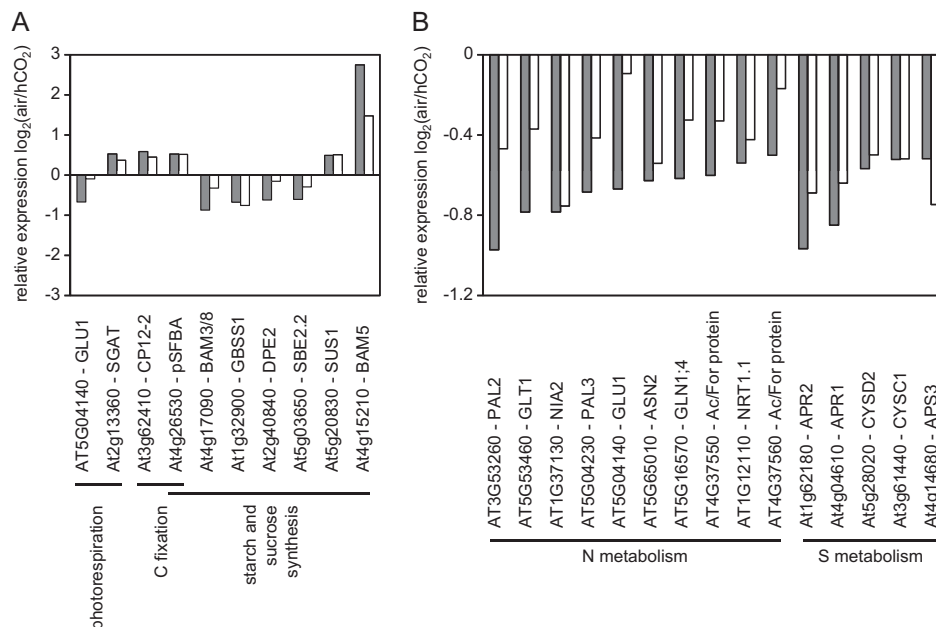 A
relative expression log2(air/hCO2)
3
2
1
0
-1
-2
-3
AT5G04140 - GLU1
At2g13360 - SGAT
At3g62410 - CP12-2
At4g26530 - pSFBA
At4g17090 - BAM3/8
At1g32900 - GBSS1
At2g40840 - DPE2
At5g03650 - SBE2.2
At5g20830 - SUS1
At4g15210 - BAM5
photorespiration
C fixation
starch and
sucrose
synthesis
B
relative expression log2(air/hCO2)
0
-0.4
-0.8
-1.2
AT3G53260 - PAL2
AT5G53460 - GLT1
AT1G37130 - NIA2
AT5G04230 - PAL3
AT5G04140 - GLU1
AT5G65010 - ASN2
AT5G16570 - GLN1;4
AT4G37550 - Ac/For protein
AT1G12110 - NRT1.1
AT4G37560 - Ac/For protein
At1g62180 - APR2
At4g04610 - APR1
At5g28020 - CYSD2
At3g61440 - CYSC1
At4g14680 - APS3
N metabolism
S metabolism